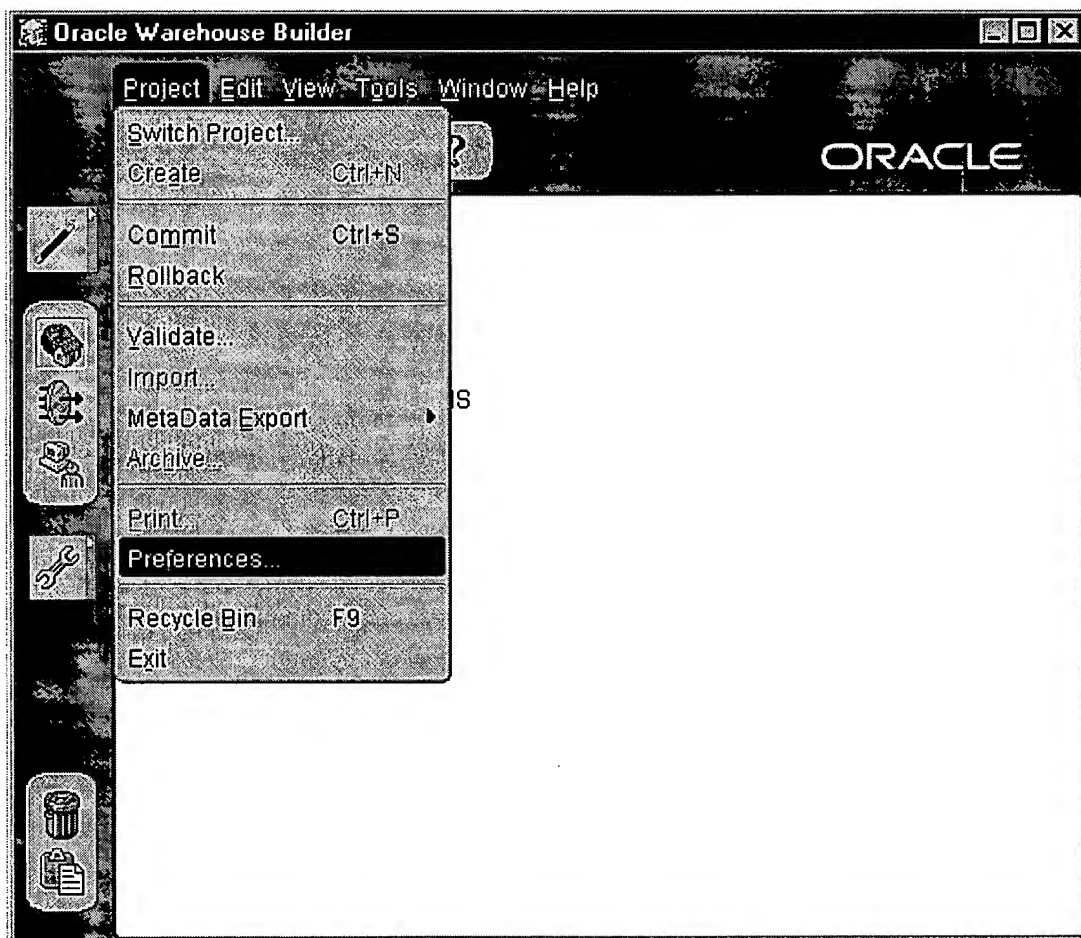 Oracle Warehouse Builder
Project Edit View Tools Window Help
Switch Project...
Create Ctrl+N
ORACLE
Commit Ctrl+S
Rollback
Validate...
Import...
MetaData Export
IS
Archive...
Print... Ctrl+P
Preferences...
Recycle Bin F9
Exit